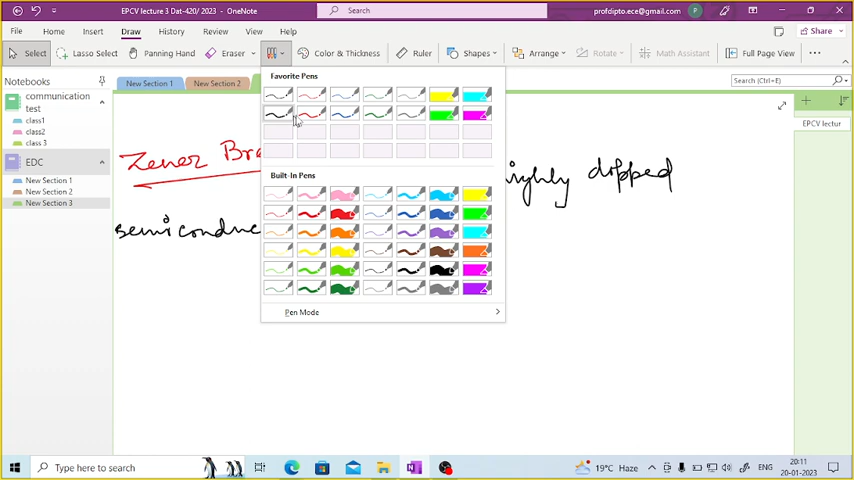 EPCV lecture 3 Dat-420/ 2023 - OneNote
Search
profdipto.ece@gmail.com
P
File Home Insert Draw History Review View Help
Share
Select Lasso Select Panning Hand Eraser Color & Thickness Ruler Shapes Arrange Rotate Math Assistant Full Page View
Notebooks
New Section 1 New Section 2
Search (Ctrl+E)
communication
test
class1
class2
class 3
EDC
New Section 1
New Section 2
New Section 3
Favorite Pens
Built-In Pens
Pen Mode
Page
EPCV lectur
Zener Bre
ighly dopped
semiconduc
Type here to search
19°C Haze
ENG
20:11
20-01-2023